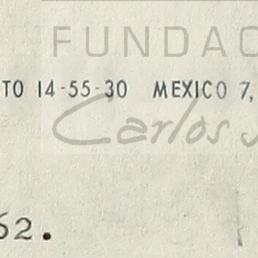 FUNDAC
TO 14-55-30 MEXICO 7,
Carlos
62.